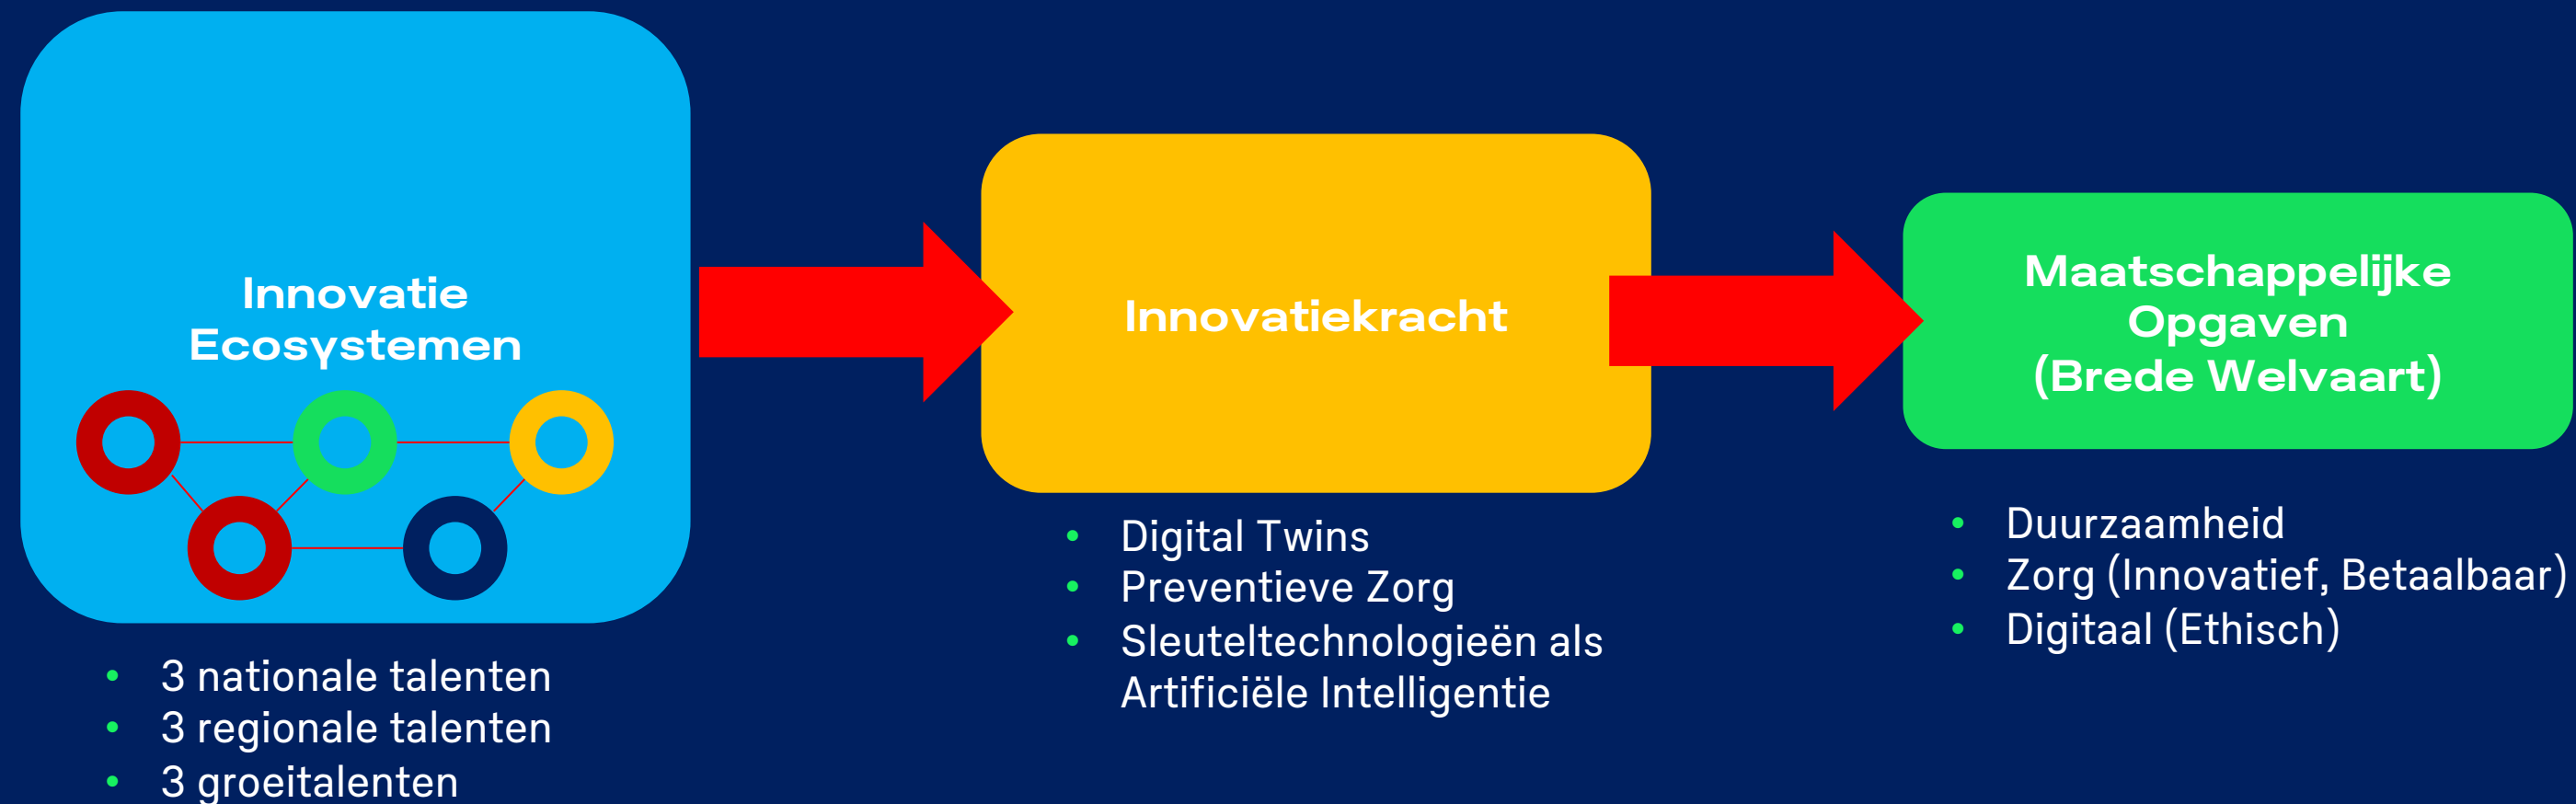 Innovatie
Ecosystemen
• 3 nationale talenten
• 3 regionale talenten
• 3 groeitalenten
Innovatiekracht
• Digital Twins
• Preventieve Zorg
• Sleuteltechnologieën als
Artificiële Intelligentie
Maatschappelijke
Opgaven
(Brede Welvaart)
• Duurzaamheid
• Zorg (Innovatief, Betaalbaar)
• Digitaal (Ethisch)